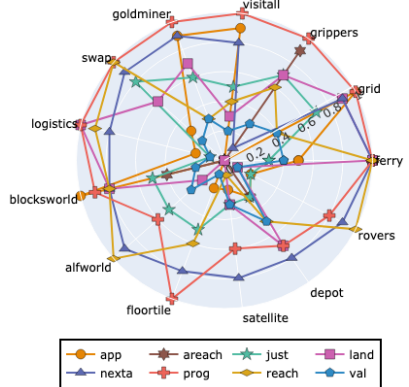 visitall
goldminer
grippers
swap
grid
0.2 0.4 0.6 0.8
logistics
ferry
blocksworld
rovers
alfworld
depot
floortile
satellite
app areach just land
nexta prog reach val